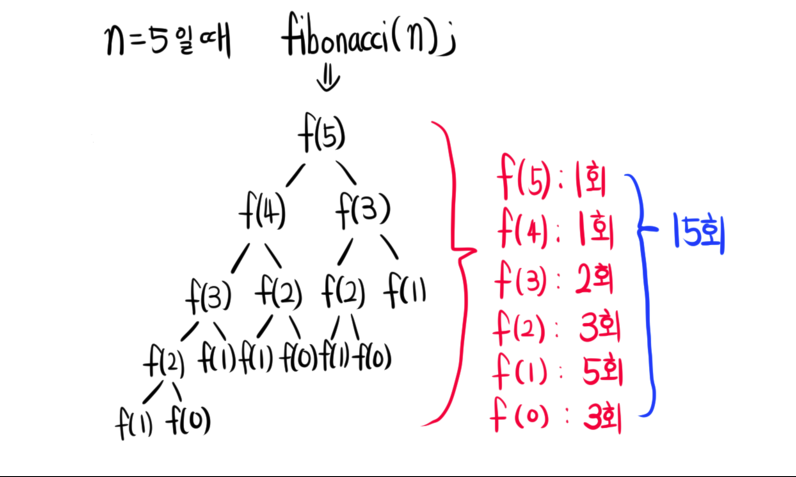 n=5일때 fibonacci(n);
f(5)
f(4) f(3)
f(3) f(2) f(2) f(1)
f(2) f(1) f(1) f(0) f(1) f(0)
f(1) f(0)
f(5): 1회
f(4): 1회
f(3): 2회
f(2): 3회
f(1): 5회
f(0): 3회
15회